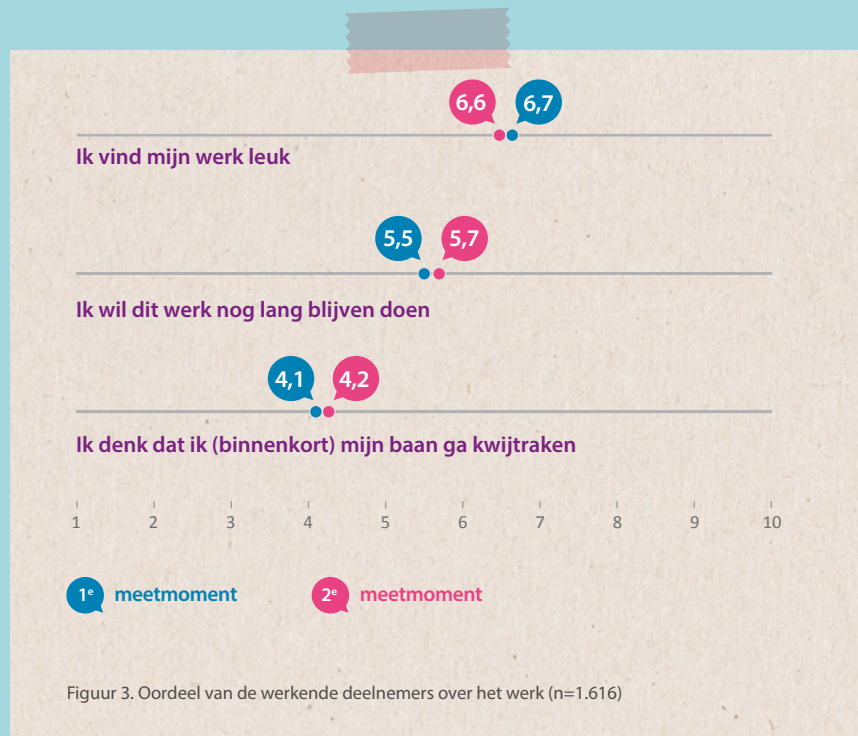 6,6 6,7
Ik vind mijn werk leuk
5,5 5,7
Ik wil dit werk nog lang blijven doen
4,1 4,2
Ik denk dat ik (binnenkort) mijn baan ga kwijtraken
1 2 3 4 5 6 7 8 9 10
1e meetmoment 2e meetmoment
Figuur 3. Oordeel van de werkende deelnemers over het werk (n=1.616)